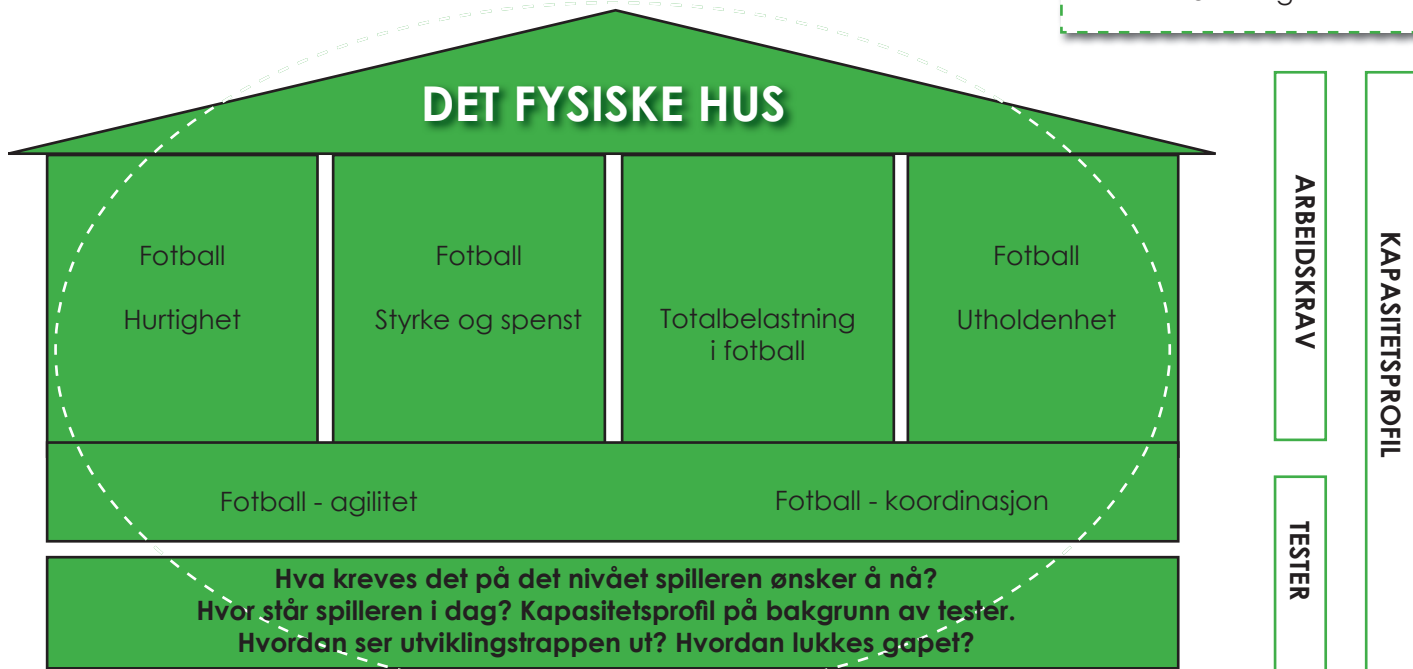 DET FYSISKE HUS
Fotball
Hurtighet
Fotball
Styrke og spenst
Totalbelastning
i fotball
Fotball
Utholdenhet
Fotball - agilitet
Fotball - koordinasjon
Hva kreves det på det nivået spilleren ønsker å nå?
Hvor står spilleren i dag? Kapasitetsprofil på bakgrunn av tester.
Hvordan ser utviklingstrappen ut? Hvordan lukkes gapet?
ARBEIDSKRAV
TESTER
KAPASITETSPROFIL